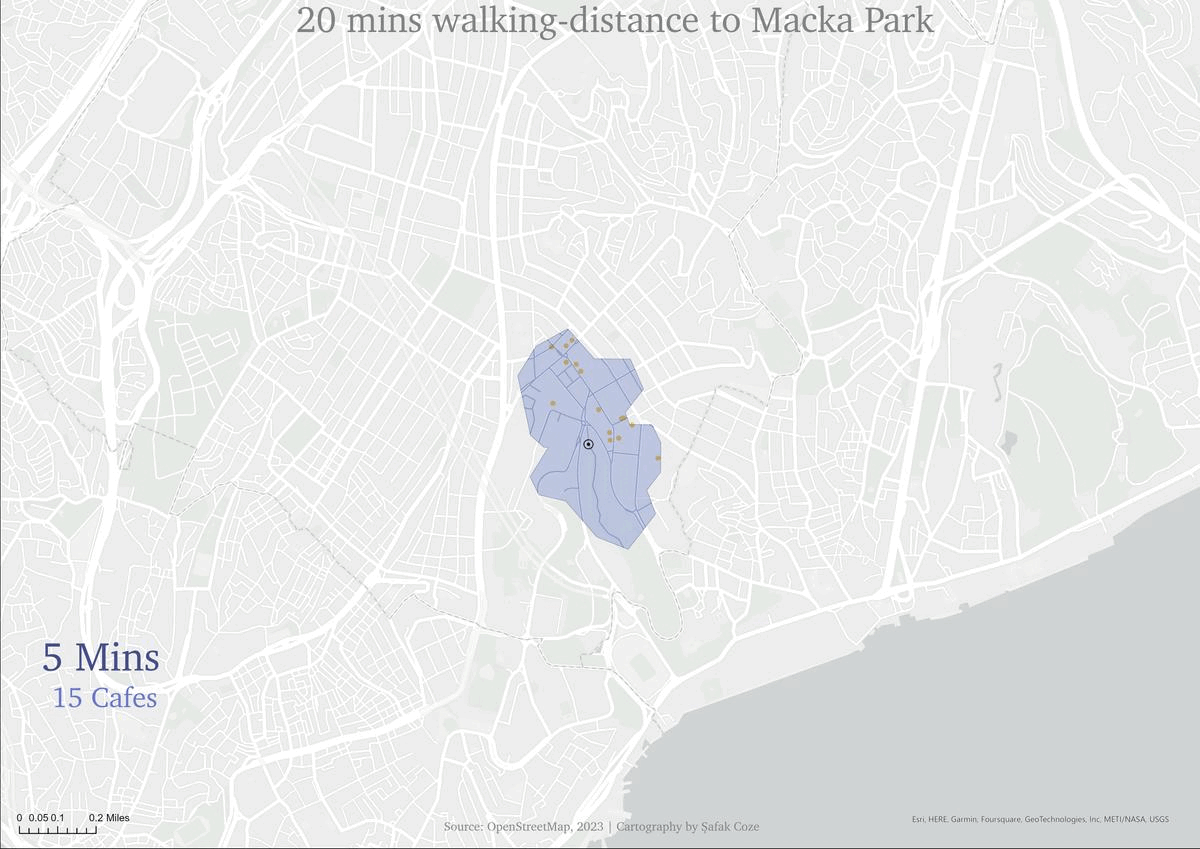 20 mins walking-distance to Macka Park
5 Mins
15 Cafes
0 0.05 0.1 0.2 Miles
Source: OpenStreetMap, 2023 | Cartography by Şafak Coze
Esri, HERE, Garmin, Foursquare, GeoTechnologies, Inc, METI/NASA, USGS